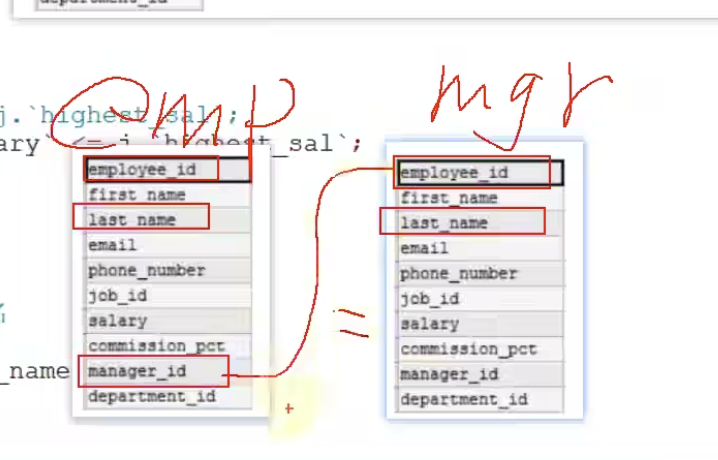 department_id
j.`highest_sal`;
ary` <= j.`highest_sal`;
emp
employee_id
first_name
last_name
email
phone_number
job_id
salary
commission_pct
manager_id
department_id
_name
=
mgr
employee_id
first_name
last_name
email
phone_number
job_id
salary
commission_pct
manager_id
department_id